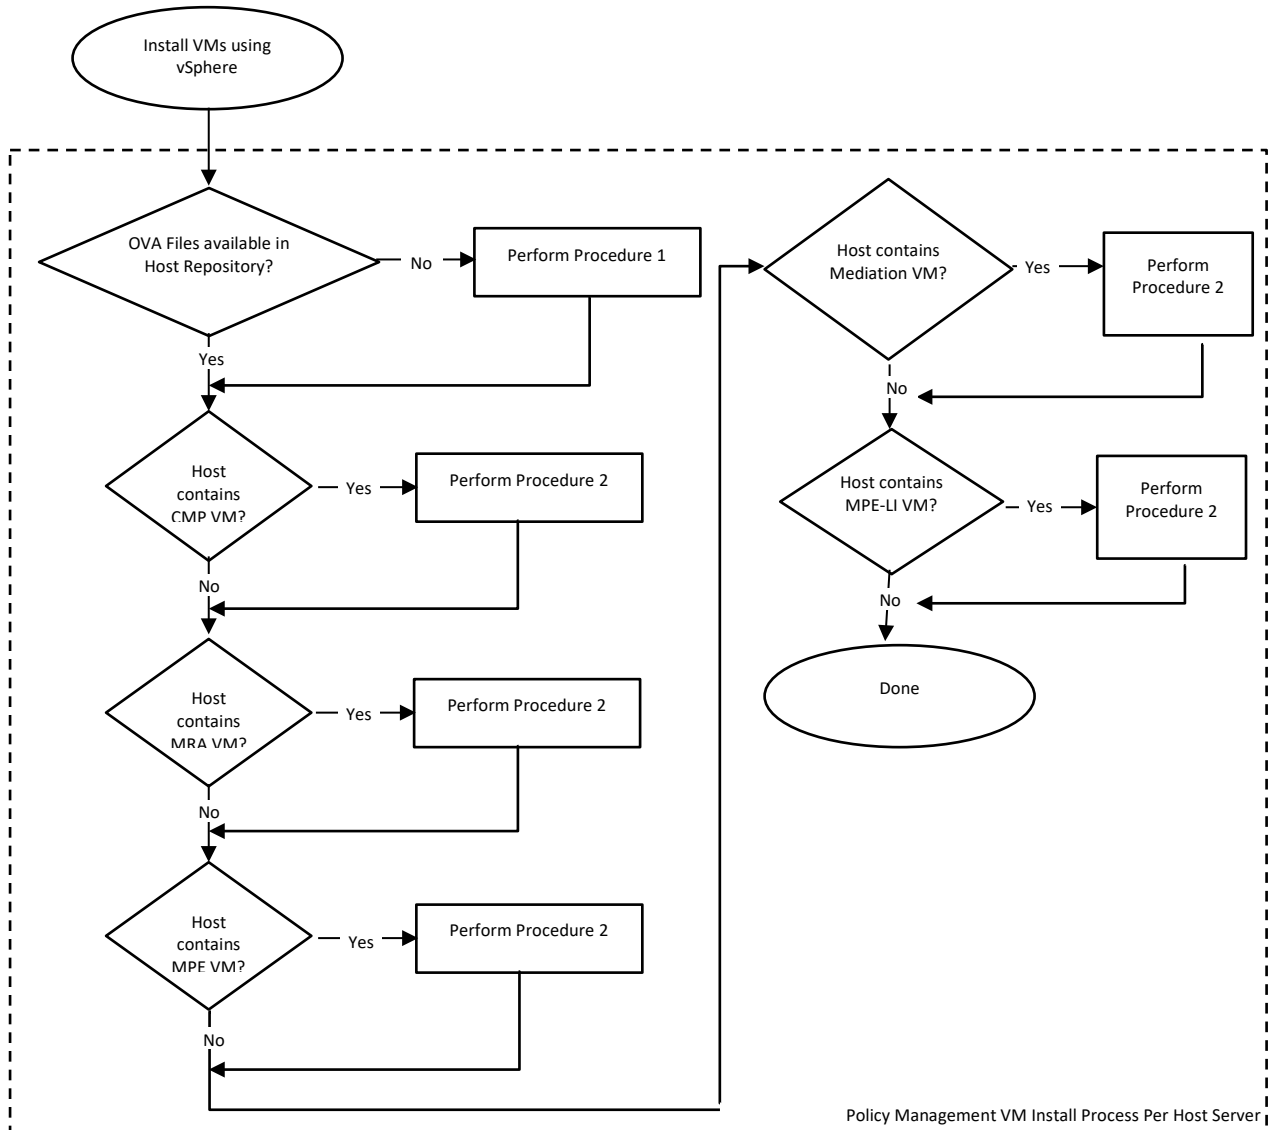 Install VMs using
vSphere
OVA Files available in
Host Repository?
No
Perform Procedure 1
Yes
Host
contains
CMP VM?
Yes
Perform Procedure 2
No
Host
contains
MRA VM?
Yes
Perform Procedure 2
No
Host
contains
MPE VM?
Yes
Perform Procedure 2
No
Host contains
Mediation VM?
Yes
Perform
Procedure 2
No
Host contains
MPE-LI VM?
Yes
Perform
Procedure 2
No
Done
Policy Management VM Install Process Per Host Server